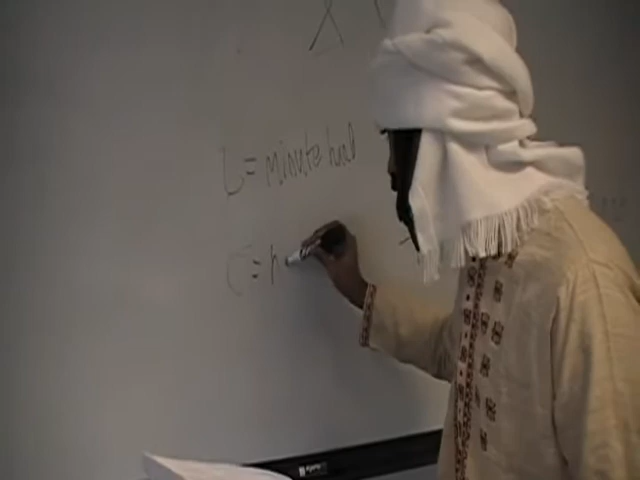 L = minute hand
C = h